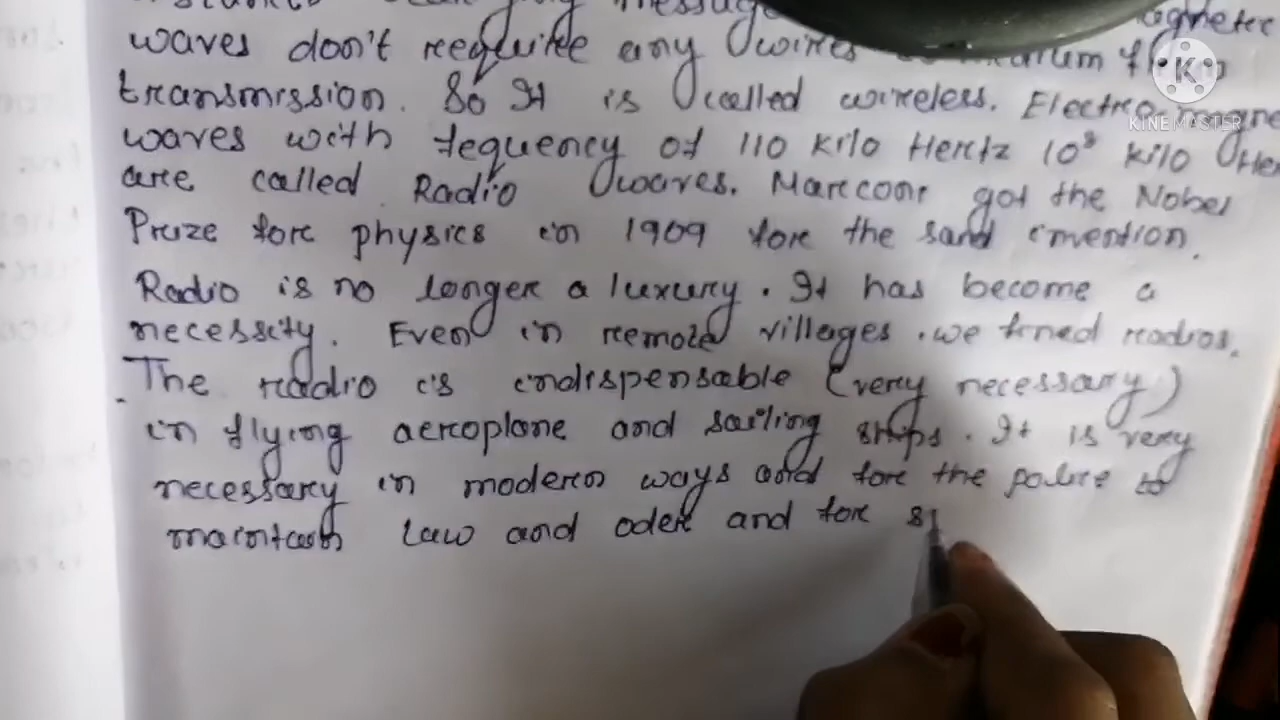 waves don't reequire any wires
transmission. So It is called wireless. Electro-magne
waves with fequency of 110 Kilo Hertz 10⁸ kilo He
are called Radio waves. Marconi got the Nobel
Prize for physics in 1909 for the said invention.
Radio is no longer a luxury. It has become a
necessity. Even in remote villages we find radios.
The radio is indispensable (very necessary)
in flying aeroplane and sailing ships. It is very
necessary in modern ways and for the police to
maintain law and oder and for s
KINEMASTER